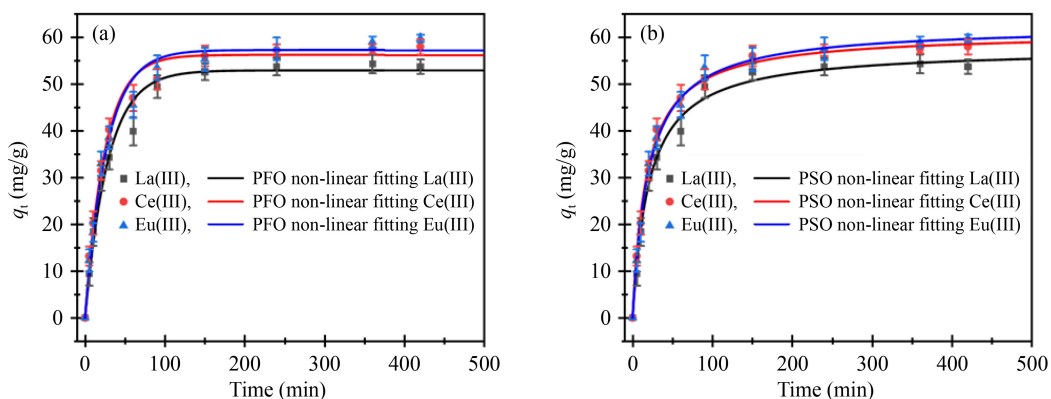 (a)
60
50
40
30
20
10
0
qt (mg/g)
La(III), PFO non-linear fitting La(III)
Ce(III), PFO non-linear fitting Ce(III)
Eu(III), PFO non-linear fitting Eu(III)
0 100 200 300 400 500
Time (min)
(b)
60
50
40
30
20
10
0
qt (mg/g)
La(III), PSO non-linear fitting La(III)
Ce(III), PSO non-linear fitting Ce(III)
Eu(III), PSO non-linear fitting Eu(III)
0 100 200 300 400 500
Time (min)